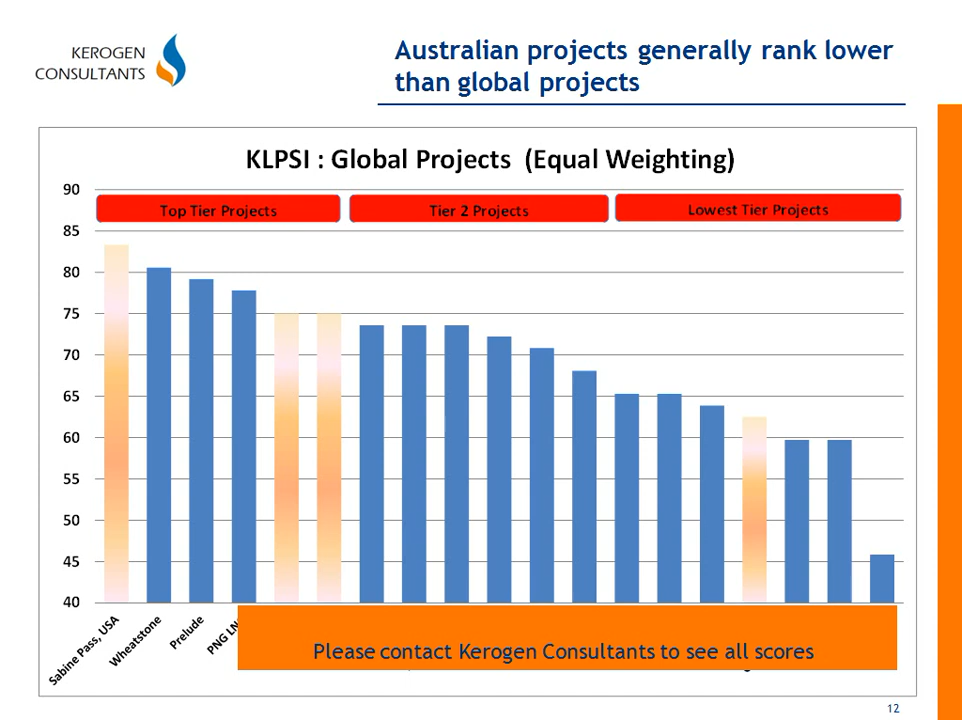 KEROGEN
CONSULTANTS
Australian projects generally rank lower
than global projects
KLPSI : Global Projects (Equal Weighting)
90
Top Tier Projects
Tier 2 Projects
Lowest Tier Projects
85
80
75
70
65
60
55
50
45
40
Sabine Pass, USA
Wheatstone
Prelude
PNG LN
Please contact Kerogen Consultants to see all scores
12